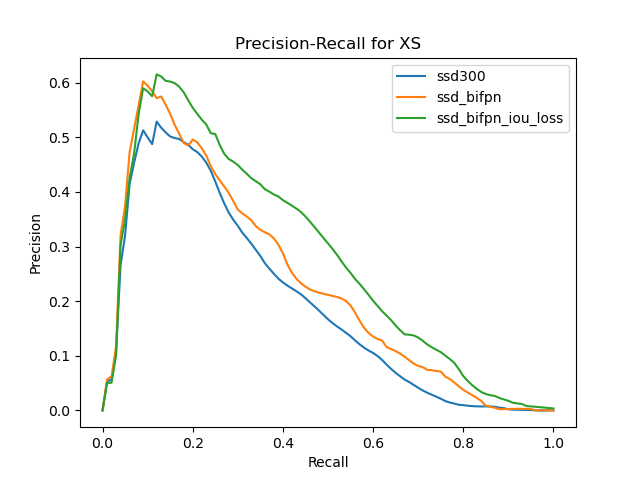 Precision-Recall for XS
ssd300
ssd_bifpn
ssd_bifpn_iou_loss
Precision
0.6
0.5
0.4
0.3
0.2
0.1
0.0
0.0 0.2 0.4 0.6 0.8 1.0
Recall